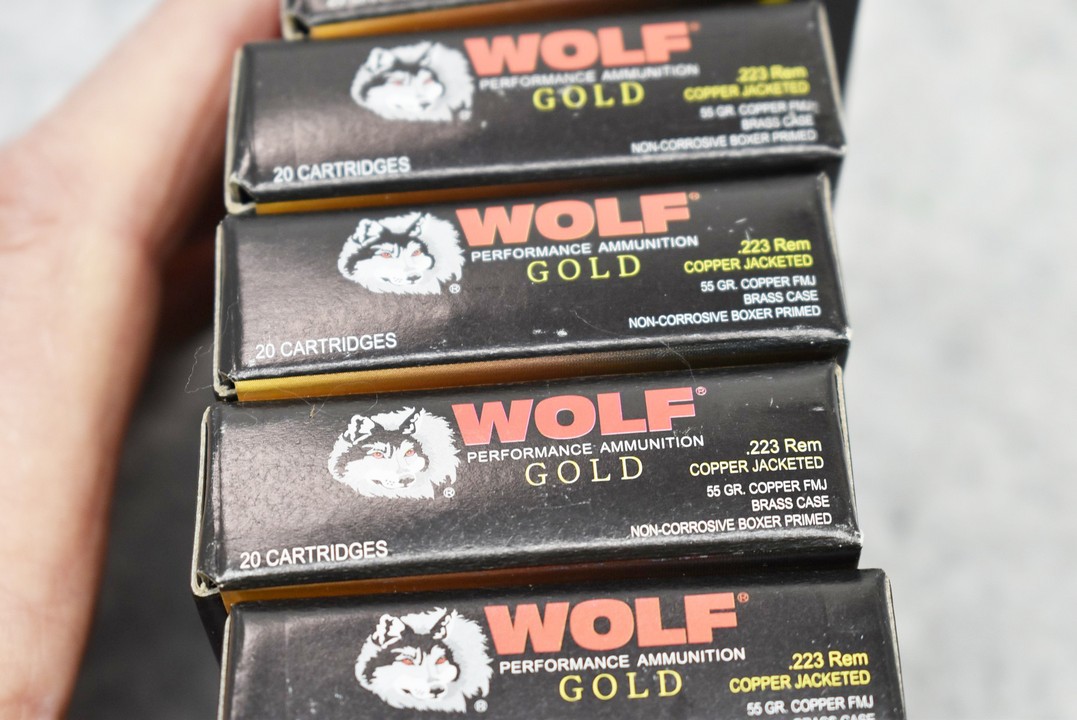 WOLF®
PERFORMANCE AMMUNITION
GOLD
.223 Rem
COPPER JACKETED
55 GR. COPPER FMJ
BRASS CASE
NON-CORROSIVE BOXER PRIMED
20 CARTRIDGES
®
WOLF®
PERFORMANCE AMMUNITION
GOLD
.223 Rem
COPPER JACKETED
55 GR. COPPER FMJ
BRASS CASE
NON-CORROSIVE BOXER PRIMED
20 CARTRIDGES
®
WOLF®
PERFORMANCE AMMUNITION
GOLD
.223 Rem
COPPER JACKETED
55 GR. COPPER FMJ
BRASS CASE
NON-CORROSIVE BOXER PRIMED
20 CARTRIDGES
®
WOLF®
PERFORMANCE AMMUNITION
GOLD
.223 Rem
COPPER JACKETED
55 GR. COPPER FMJ
BRASS CASE
®